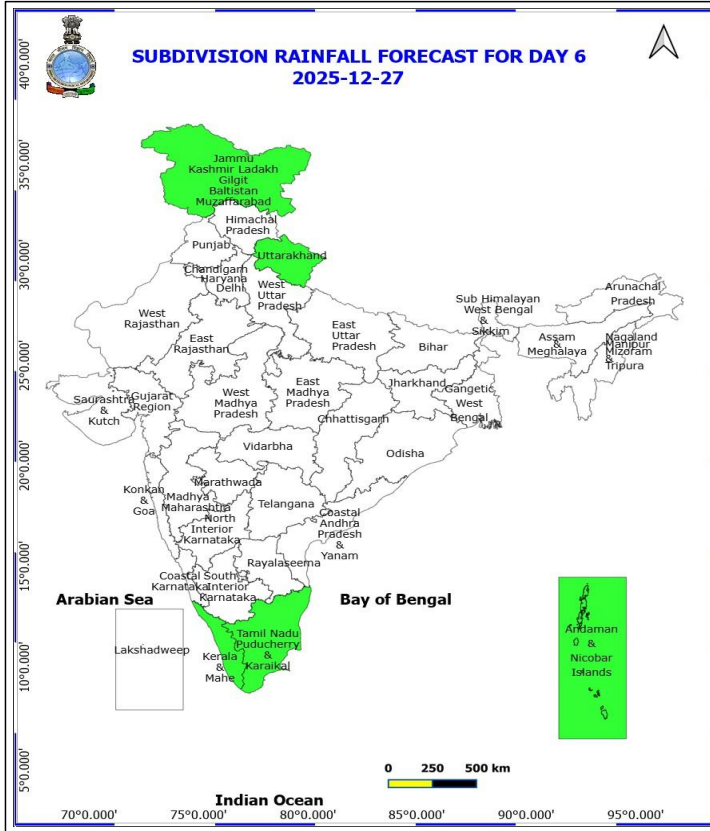 SUBDIVISION RAINFALL FORECAST FOR DAY 6
2025-12-27
40°0.000'
35°0.000'
30°0.000'
25°0.000'
20°0.000'
15°0.000'
10°0.000'
5°0.000'
Jammu
Kashmir Ladakh
Gilgit
Baltistan
Muzaffarabad
Himachal
Pradesh
Punjab
Uttarakhand
Chandigarh
Haryana
Delhi
West
Uttar
Pradesh
Arunachal
Pradesh
Sub Himalayan
West Bengal
&
Sikkim
West
Rajasthan
East
Rajasthan
East
Uttar
Pradesh
Bihar
Assam
&
Meghalaya
Nagaland
Manipur
Mizoram
&
Tripura
Saurashtra
&
Kutch
Gujarat
Region
West
Madhya
Pradesh
East
Madhya
Pradesh
Jharkhand
Gangetic
West
Bengal
Chhattisgarh
Odisha
Vidarbha
Marathwada
Konkan
&
Goa
Madhya
Maharashtra
North
Interior
Karnataka
Telangana
Coastal
Andhra
Pradesh
&
Yanam
Rayalaseema
Coastal
Karnataka
South
Interior
Karnataka
Arabian Sea
Bay of Bengal
Lakshadweep
Kerala
&
Mahe
Tamil Nadu
Puducherry
&
Karaikal
Andaman
&
Nicobar
Islands
0 250 500 km
Indian Ocean
70°0.000' 75°0.000' 80°0.000' 85°0.000' 90°0.000' 95°0.000'